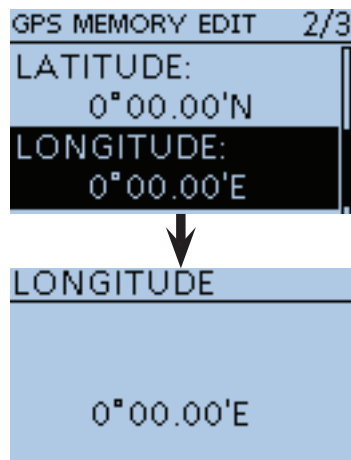 GPS MEMORY EDIT 2/3
LATITUDE:
0°00.00'N
LONGITUDE:
0°00.00'E
LONGITUDE
0°00.00'E